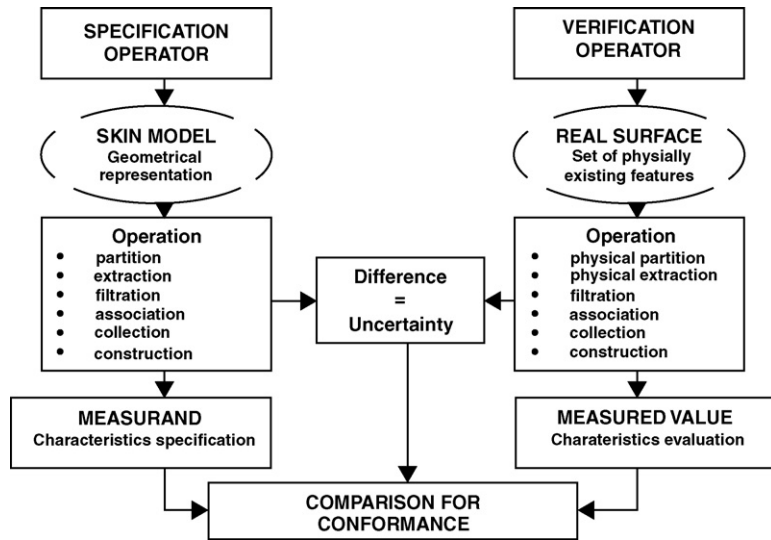 SPECIFICATION
OPERATOR
SKIN MODEL
Geometrical
representation
Operation
• partition
• extraction
• filtration
• association
• collection
• construction
MEASURAND
Characteristics specification
Difference
=
Uncertainty
VERIFICATION
OPERATOR
REAL SURFACE
Set of physially
existing features
Operation
• physical partition
• physical extraction
• filtration
• association
• collection
• construction
MEASURED VALUE
Charateristics evaluation
COMPARISON FOR
CONFORMANCE